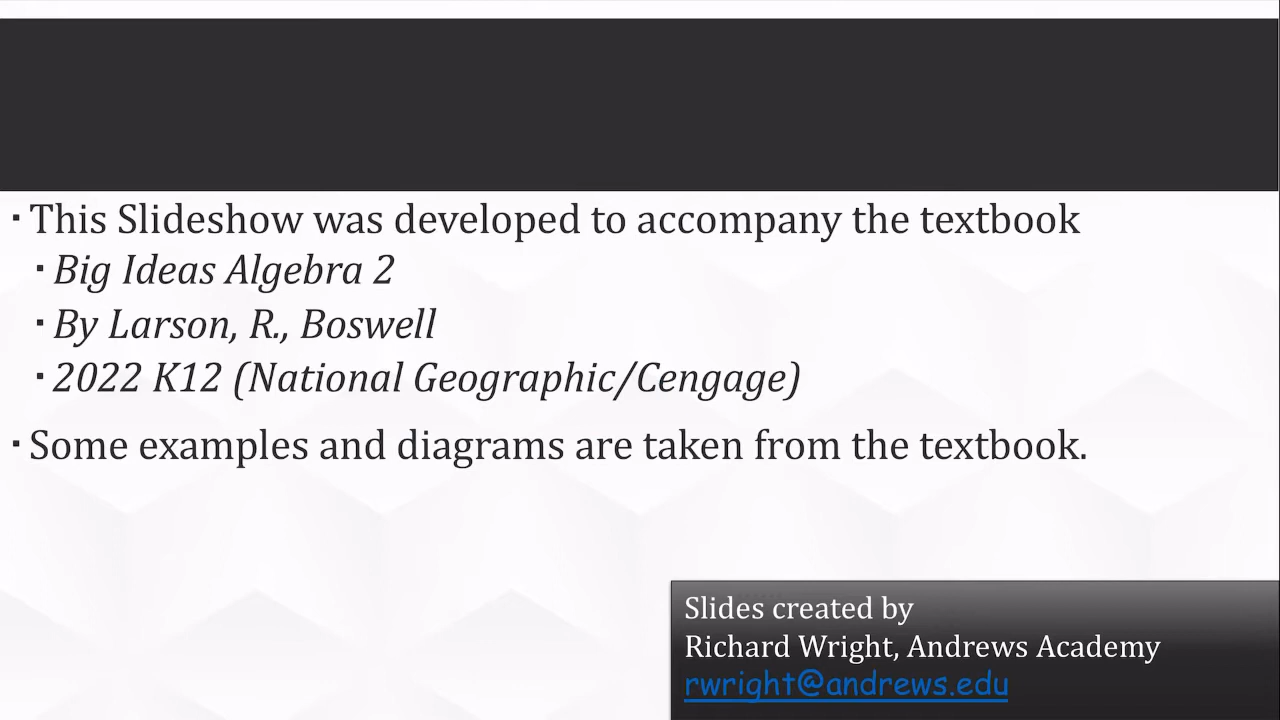 ▪ This Slideshow was developed to accompany the textbook
▪ Big Ideas Algebra 2
▪ By Larson, R., Boswell
▪ 2022 K12 (National Geographic/Cengage)
▪ Some examples and diagrams are taken from the textbook.
Slides created by
Richard Wright, Andrews Academy
rwright@andrews.edu